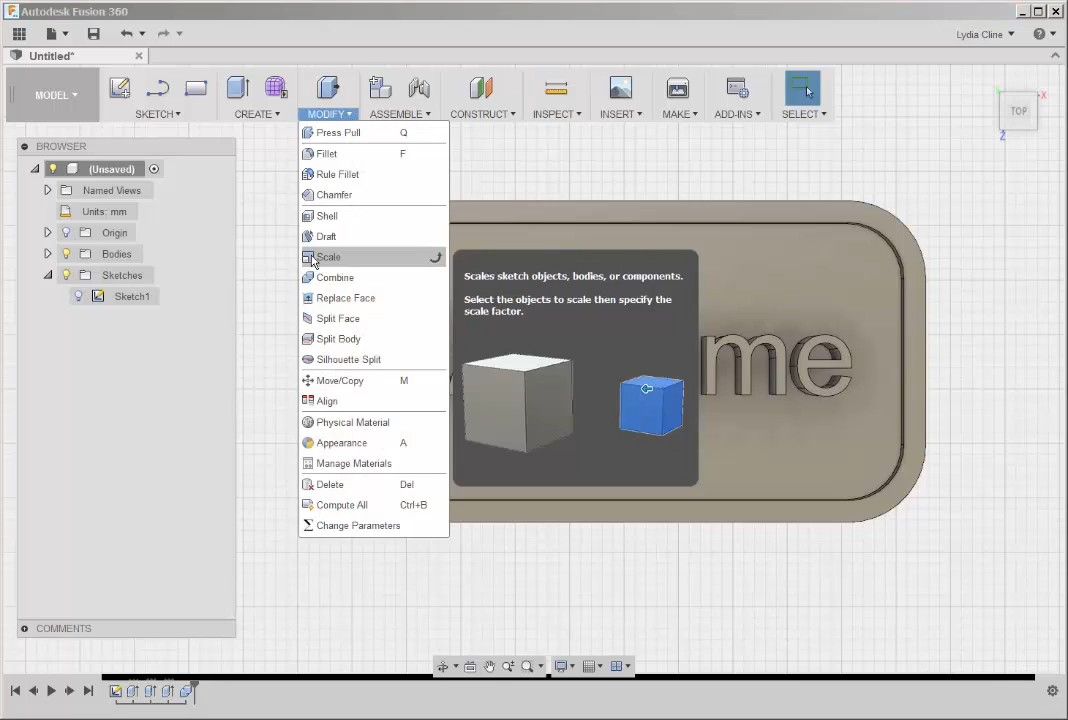 Autodesk Fusion 360
Lydia Cline
Untitled*
MODEL
SKETCH
CREATE
MODIFY
ASSEMBLE
CONSTRUCT
INSPECT
INSERT
MAKE
ADD-INS
SELECT
TOP
X
Z
BROWSER
(Unsaved)
Named Views
Units: mm
Origin
Bodies
Sketches
Sketch1
Press Pull Q
Fillet F
Rule Fillet
Chamfer
Shell
Draft
Scale
Combine
Replace Face
Split Face
Split Body
Silhouette Split
Move/Copy M
Align
Physical Material
Appearance A
Manage Materials
Delete Del
Compute All Ctrl+B
Change Parameters
Scales sketch objects, bodies, or components.
Select the objects to scale then specify the
scale factor.
me
COMMENTS